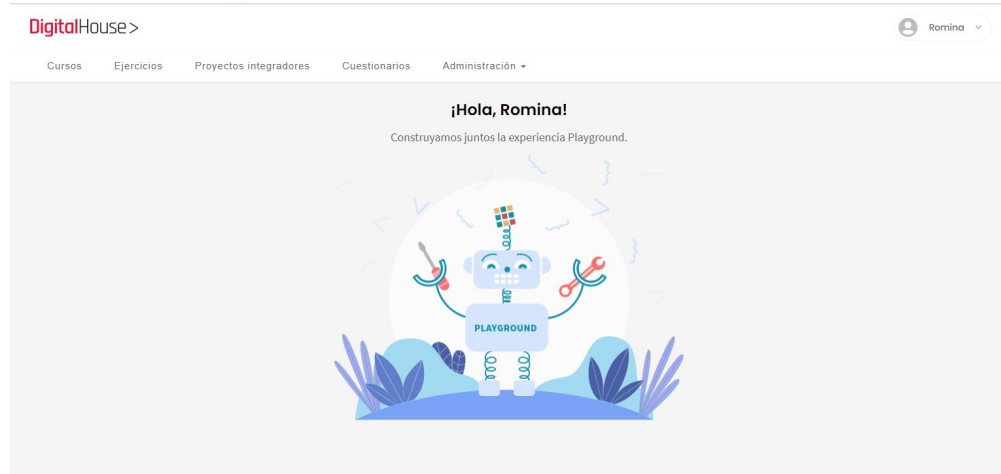 DigitalHouse>
Romina
Cursos Ejercicios Proyectos integradores Cuestionarios Administración
¡Hola, Romina!
Construyamos juntos la experiencia Playground.
PLAYGROUND